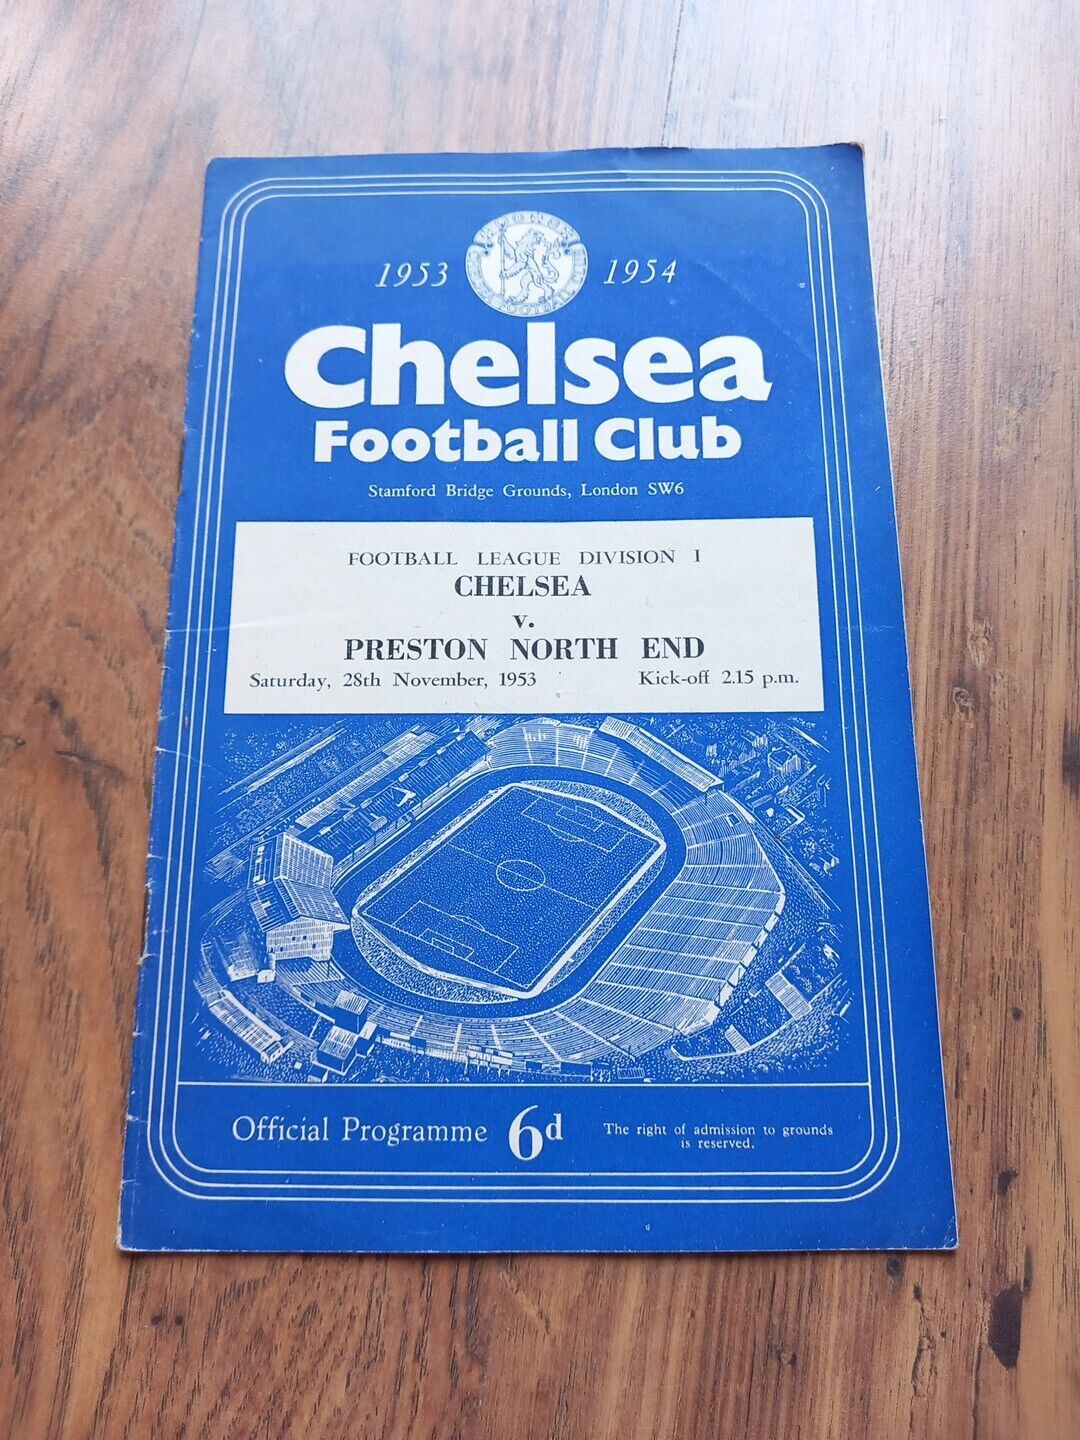 1953 1954
Chelsea
Football Club
Stamford Bridge Grounds, London SW6
FOOTBALL LEAGUE DIVISION I
CHELSEA
v.
PRESTON NORTH END
Saturday, 28th November, 1953 Kick-off 2.15 p.m.
Official Programme 6d The right of admission to grounds
is reserved.